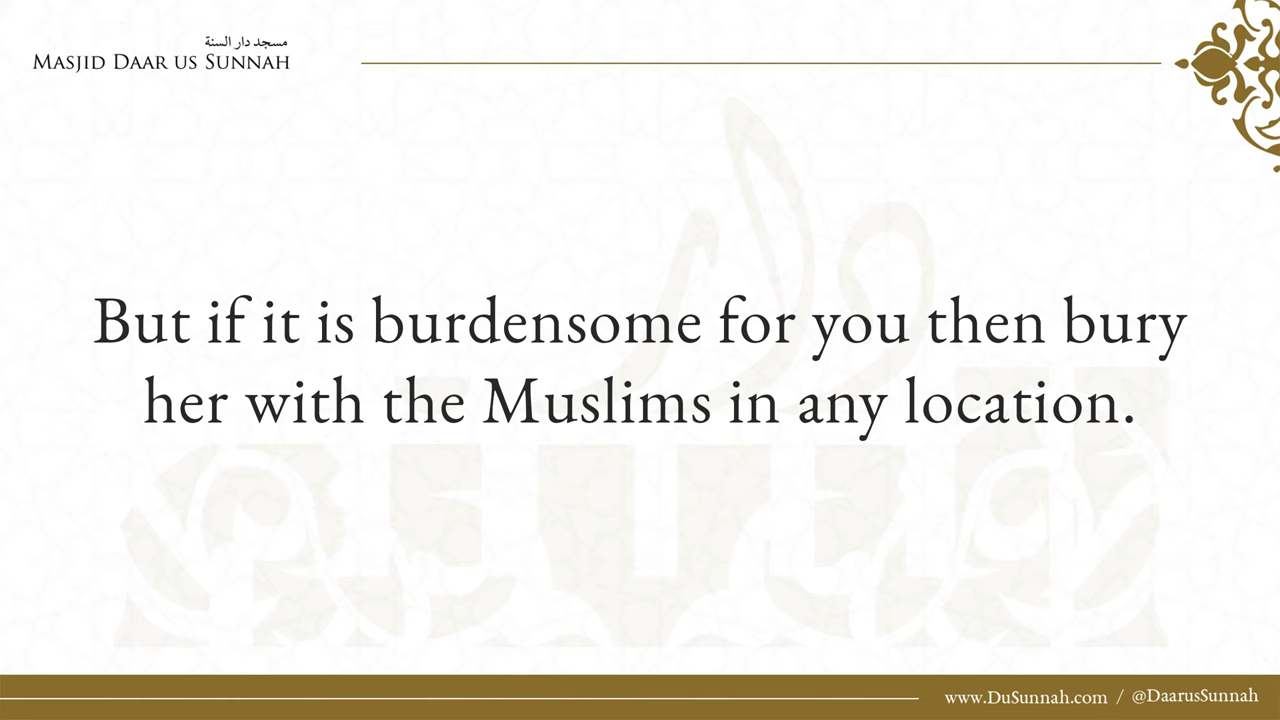 مسجد دار السنة
MASJID DAAR US SUNNAH
But if it is burdensome for you then bury
her with the Muslims in any location.
www.DuSunnah.com / @DaarusSunnah